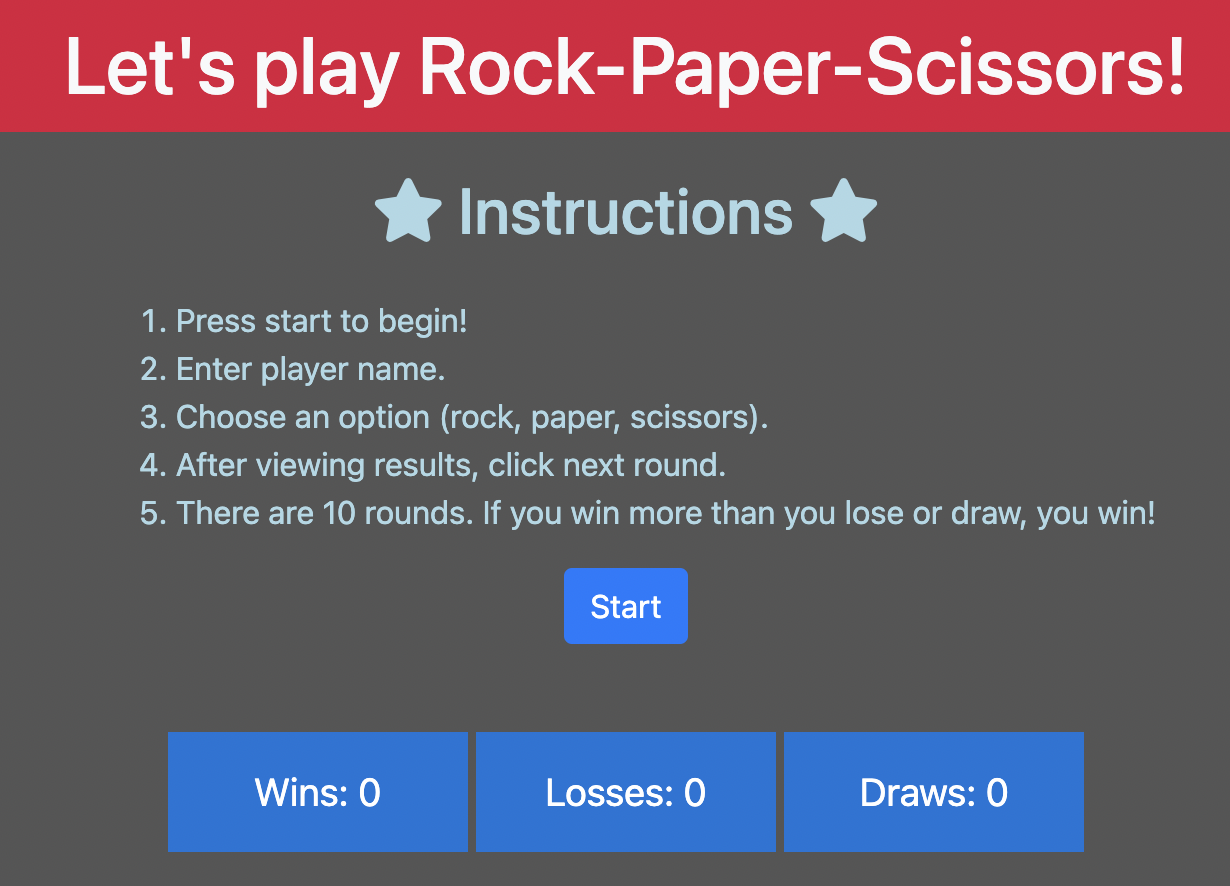 Let's play Rock-Paper-Scissors!
Instructions
1. Press start to begin!
2. Enter player name.
3. Choose an option (rock, paper, scissors).
4. After viewing results, click next round.
5. There are 10 rounds. If you win more than you lose or draw, you win!
Start
Wins: 0
Losses: 0
Draws: 0